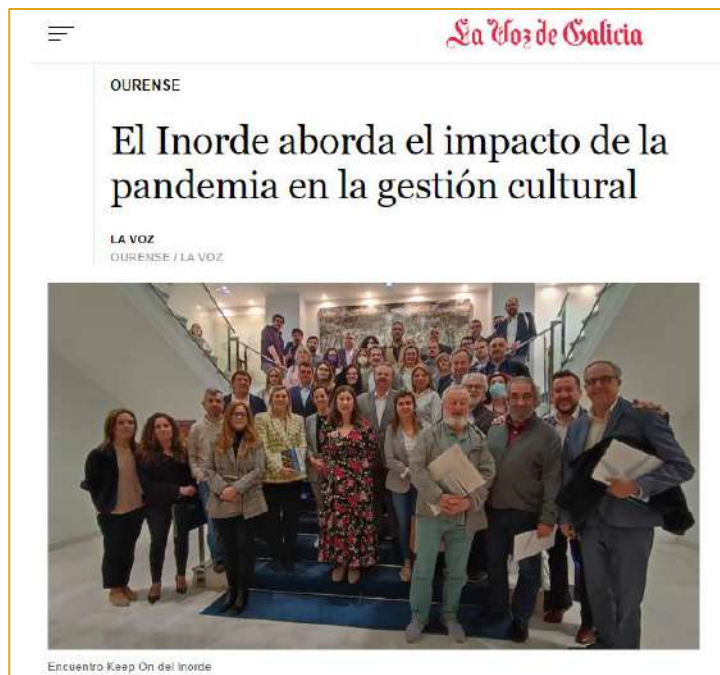 La Voz de Galicia
OURENSE
El Inorde aborda el impacto de la
pandemia en la gestión cultural
LA VOZ
OURENSE / LA VOZ
Encuentro Keep On del Inorde